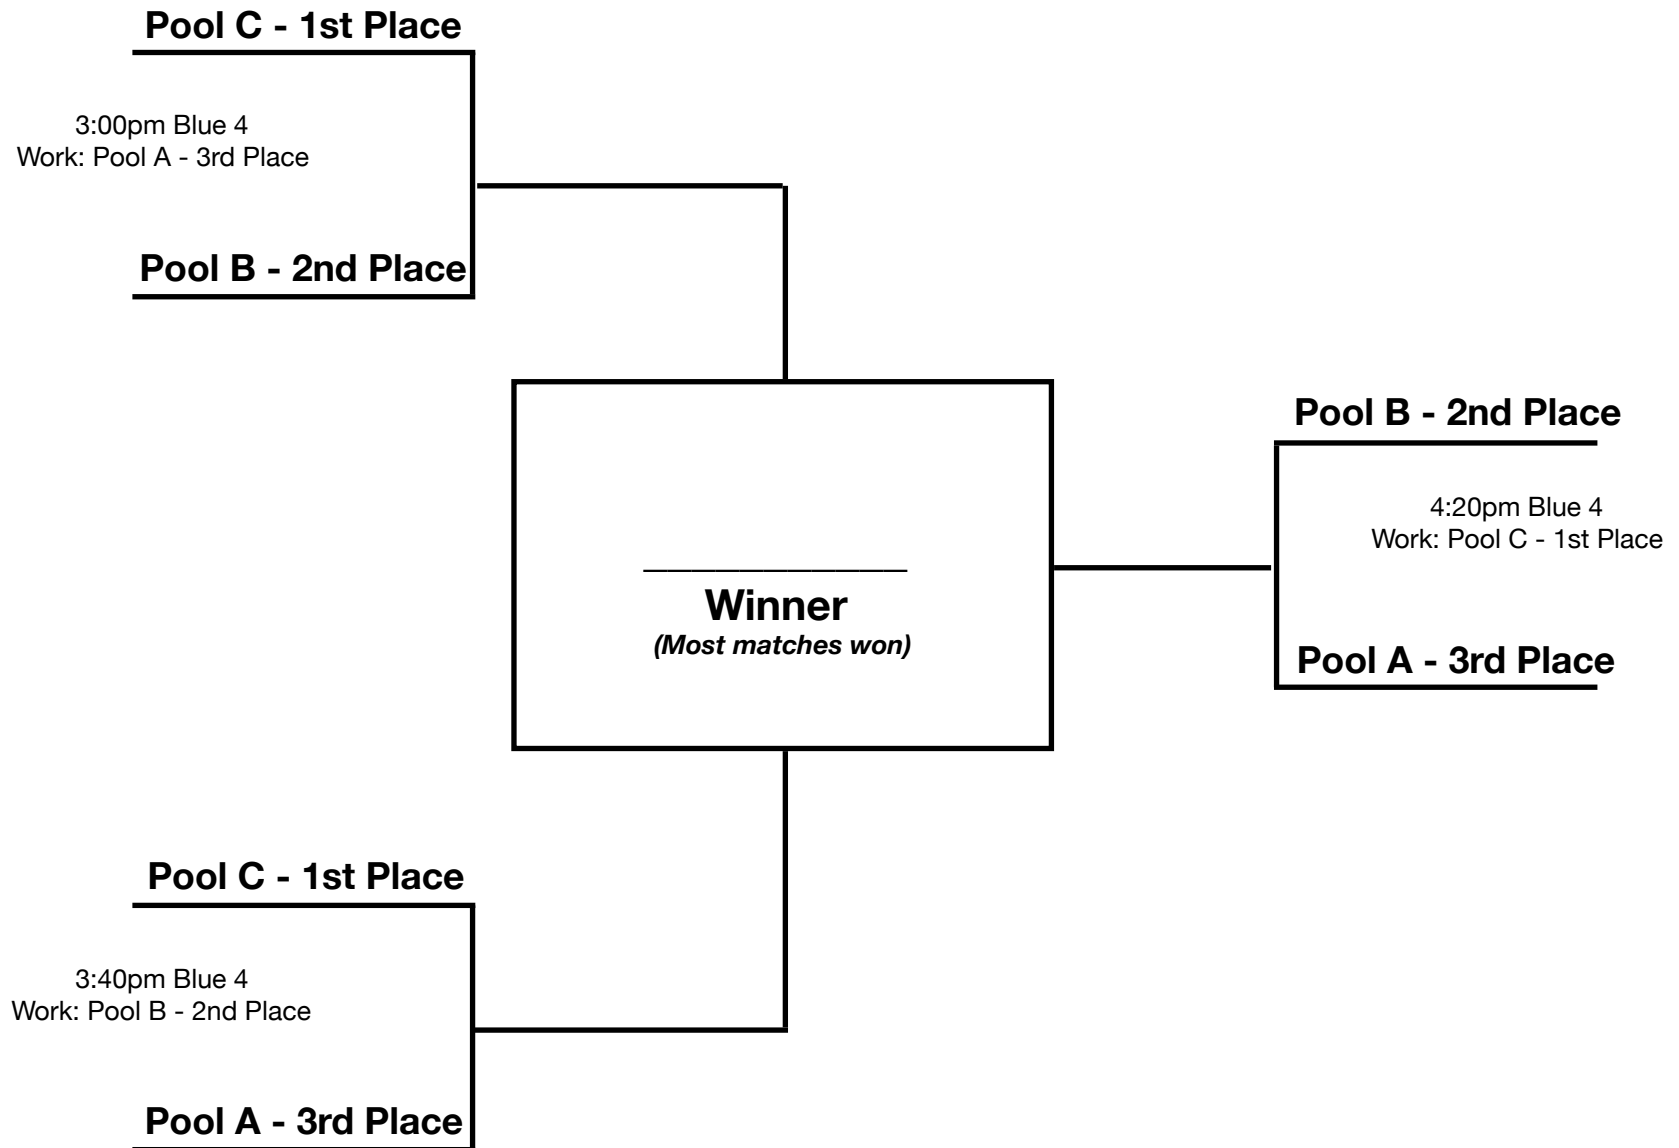 Pool C - 1st Place
3:00pm Blue 4
Work: Pool A - 3rd Place
Pool B - 2nd Place
Pool B - 2nd Place
4:20pm Blue 4
Work: Pool C - 1st Place
Pool A - 3rd Place
Winner
(Most matches won)
Pool C - 1st Place
3:40pm Blue 4
Work: Pool B - 2nd Place
Pool A - 3rd Place